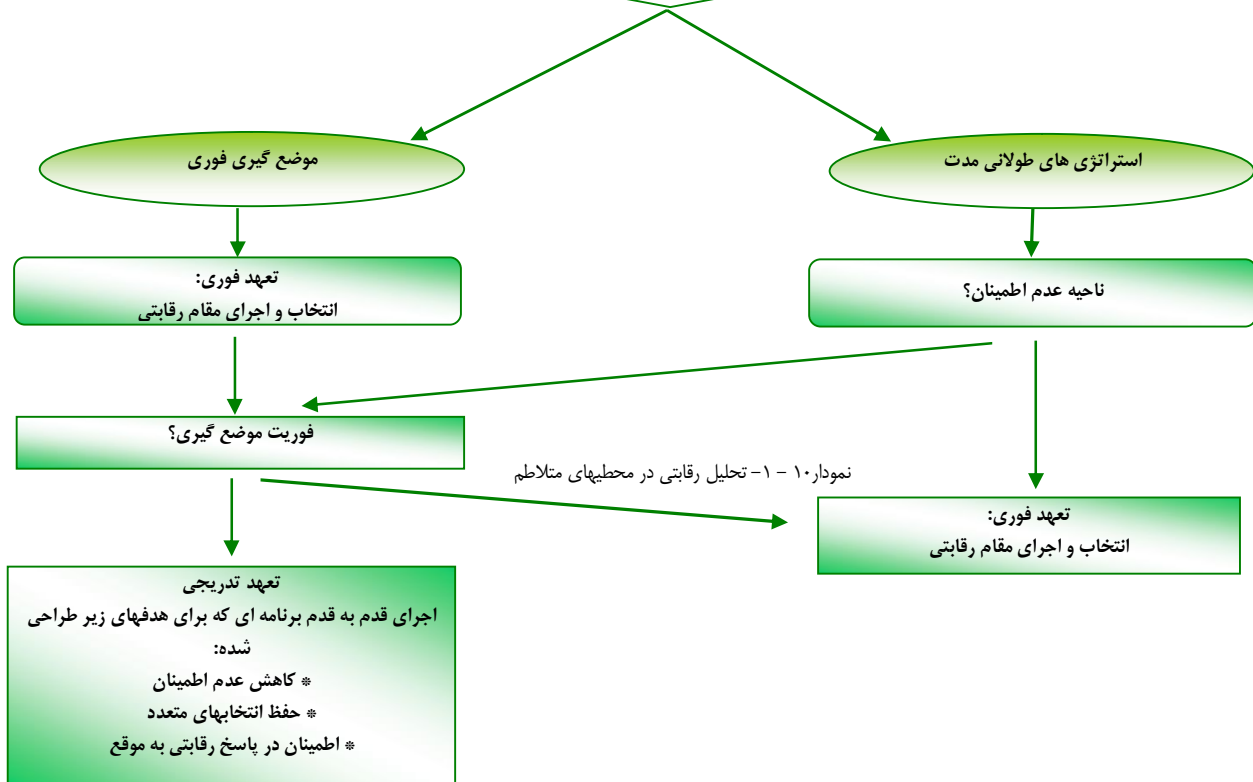 استراتژی های طولانی مدت
موضع گیری فوری
ناحیه عدم اطمینان؟
تعهد فوری:
انتخاب و اجرای مقام رقابتی
فوریت موضع گیری؟
نمودار۱۰ – ۱- تحلیل رقابتی در محطیهای متلاطم
تعهد فوری:
انتخاب و اجرای مقام رقابتی
تعهد تدریجی
اجرای قدم به قدم برنامه ای که برای هدفهای زیر طراحی
شده:
* کاهش عدم اطمینان
* حفظ انتخابهای متعدد
* اطمینان در پاسخ رقابتی به موقع